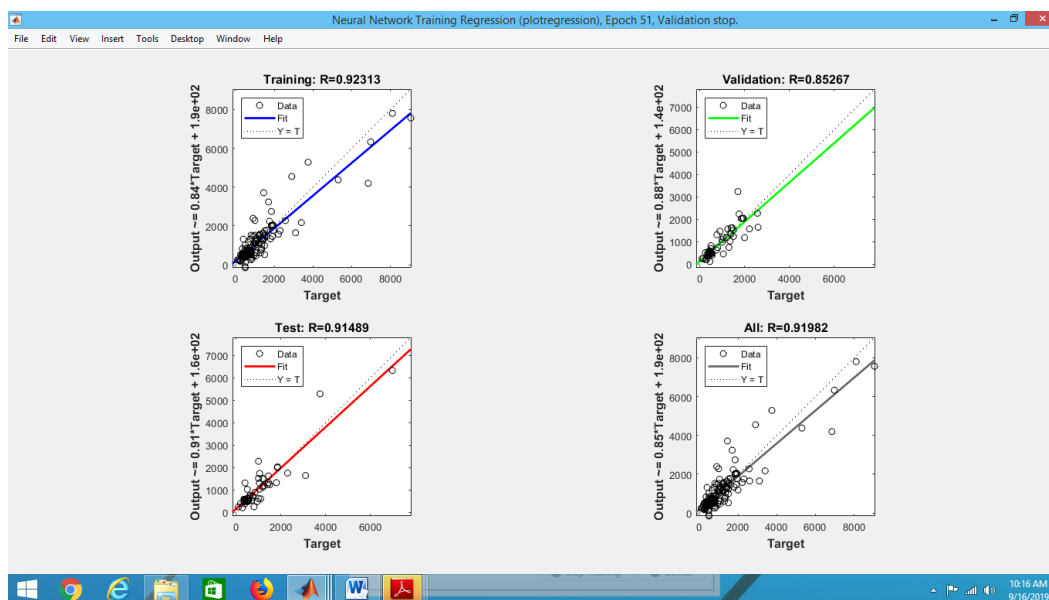 Neural Network Training Regression (plotregression), Epoch 51, Validation stop.
File Edit View Insert Tools Desktop Window Help
Training: R=0.92313
Output ~= 0.84*Target + 1.9e+02
8000
6000
4000
2000
0
Data
Fit
Y = T
0 2000 4000 6000 8000
Target
Validation: R=0.85267
Output ~= 0.88*Target + 1.4e+02
7000
6000
5000
4000
3000
2000
1000
0
Data
Fit
Y = T
0 2000 4000 6000
Target
Test: R=0.91489
Output ~= 0.91*Target + 1.6e+02
7000
6000
5000
4000
3000
2000
1000
0
Data
Fit
Y = T
0 2000 4000 6000
Target
All: R=0.91982
Output ~= 0.85*Target + 1.9e+02
8000
6000
4000
2000
0
Data
Fit
Y = T
0 2000 4000 6000 8000
Target
10:16 AM
9/16/2019